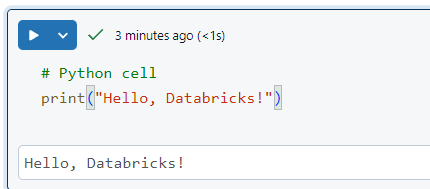 3 minutes ago (<1s)
# Python cell
print("Hello, Databricks!")
Hello, Databricks!